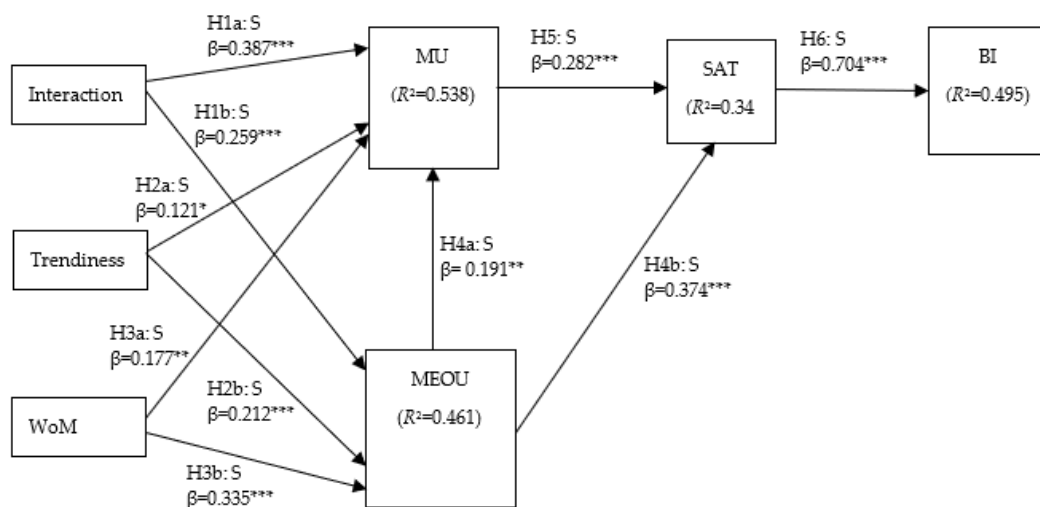 H1a: S
β=0.387***
Interaction
H1b: S
β=0.259***
H2a: S
β=0.121*
Trendiness
H3a: S
β=0.177**
H2b: S
β=0.212***
WoM
H3b: S
β=0.335***
MU
(R²=0.538)
H4a: S
β= 0.191**
MEOU
(R²=0.461)
H5: S
β=0.282***
H4b: S
β=0.374***
SAT
(R²=0.34
H6: S
β=0.704***
BI
(R²=0.495)